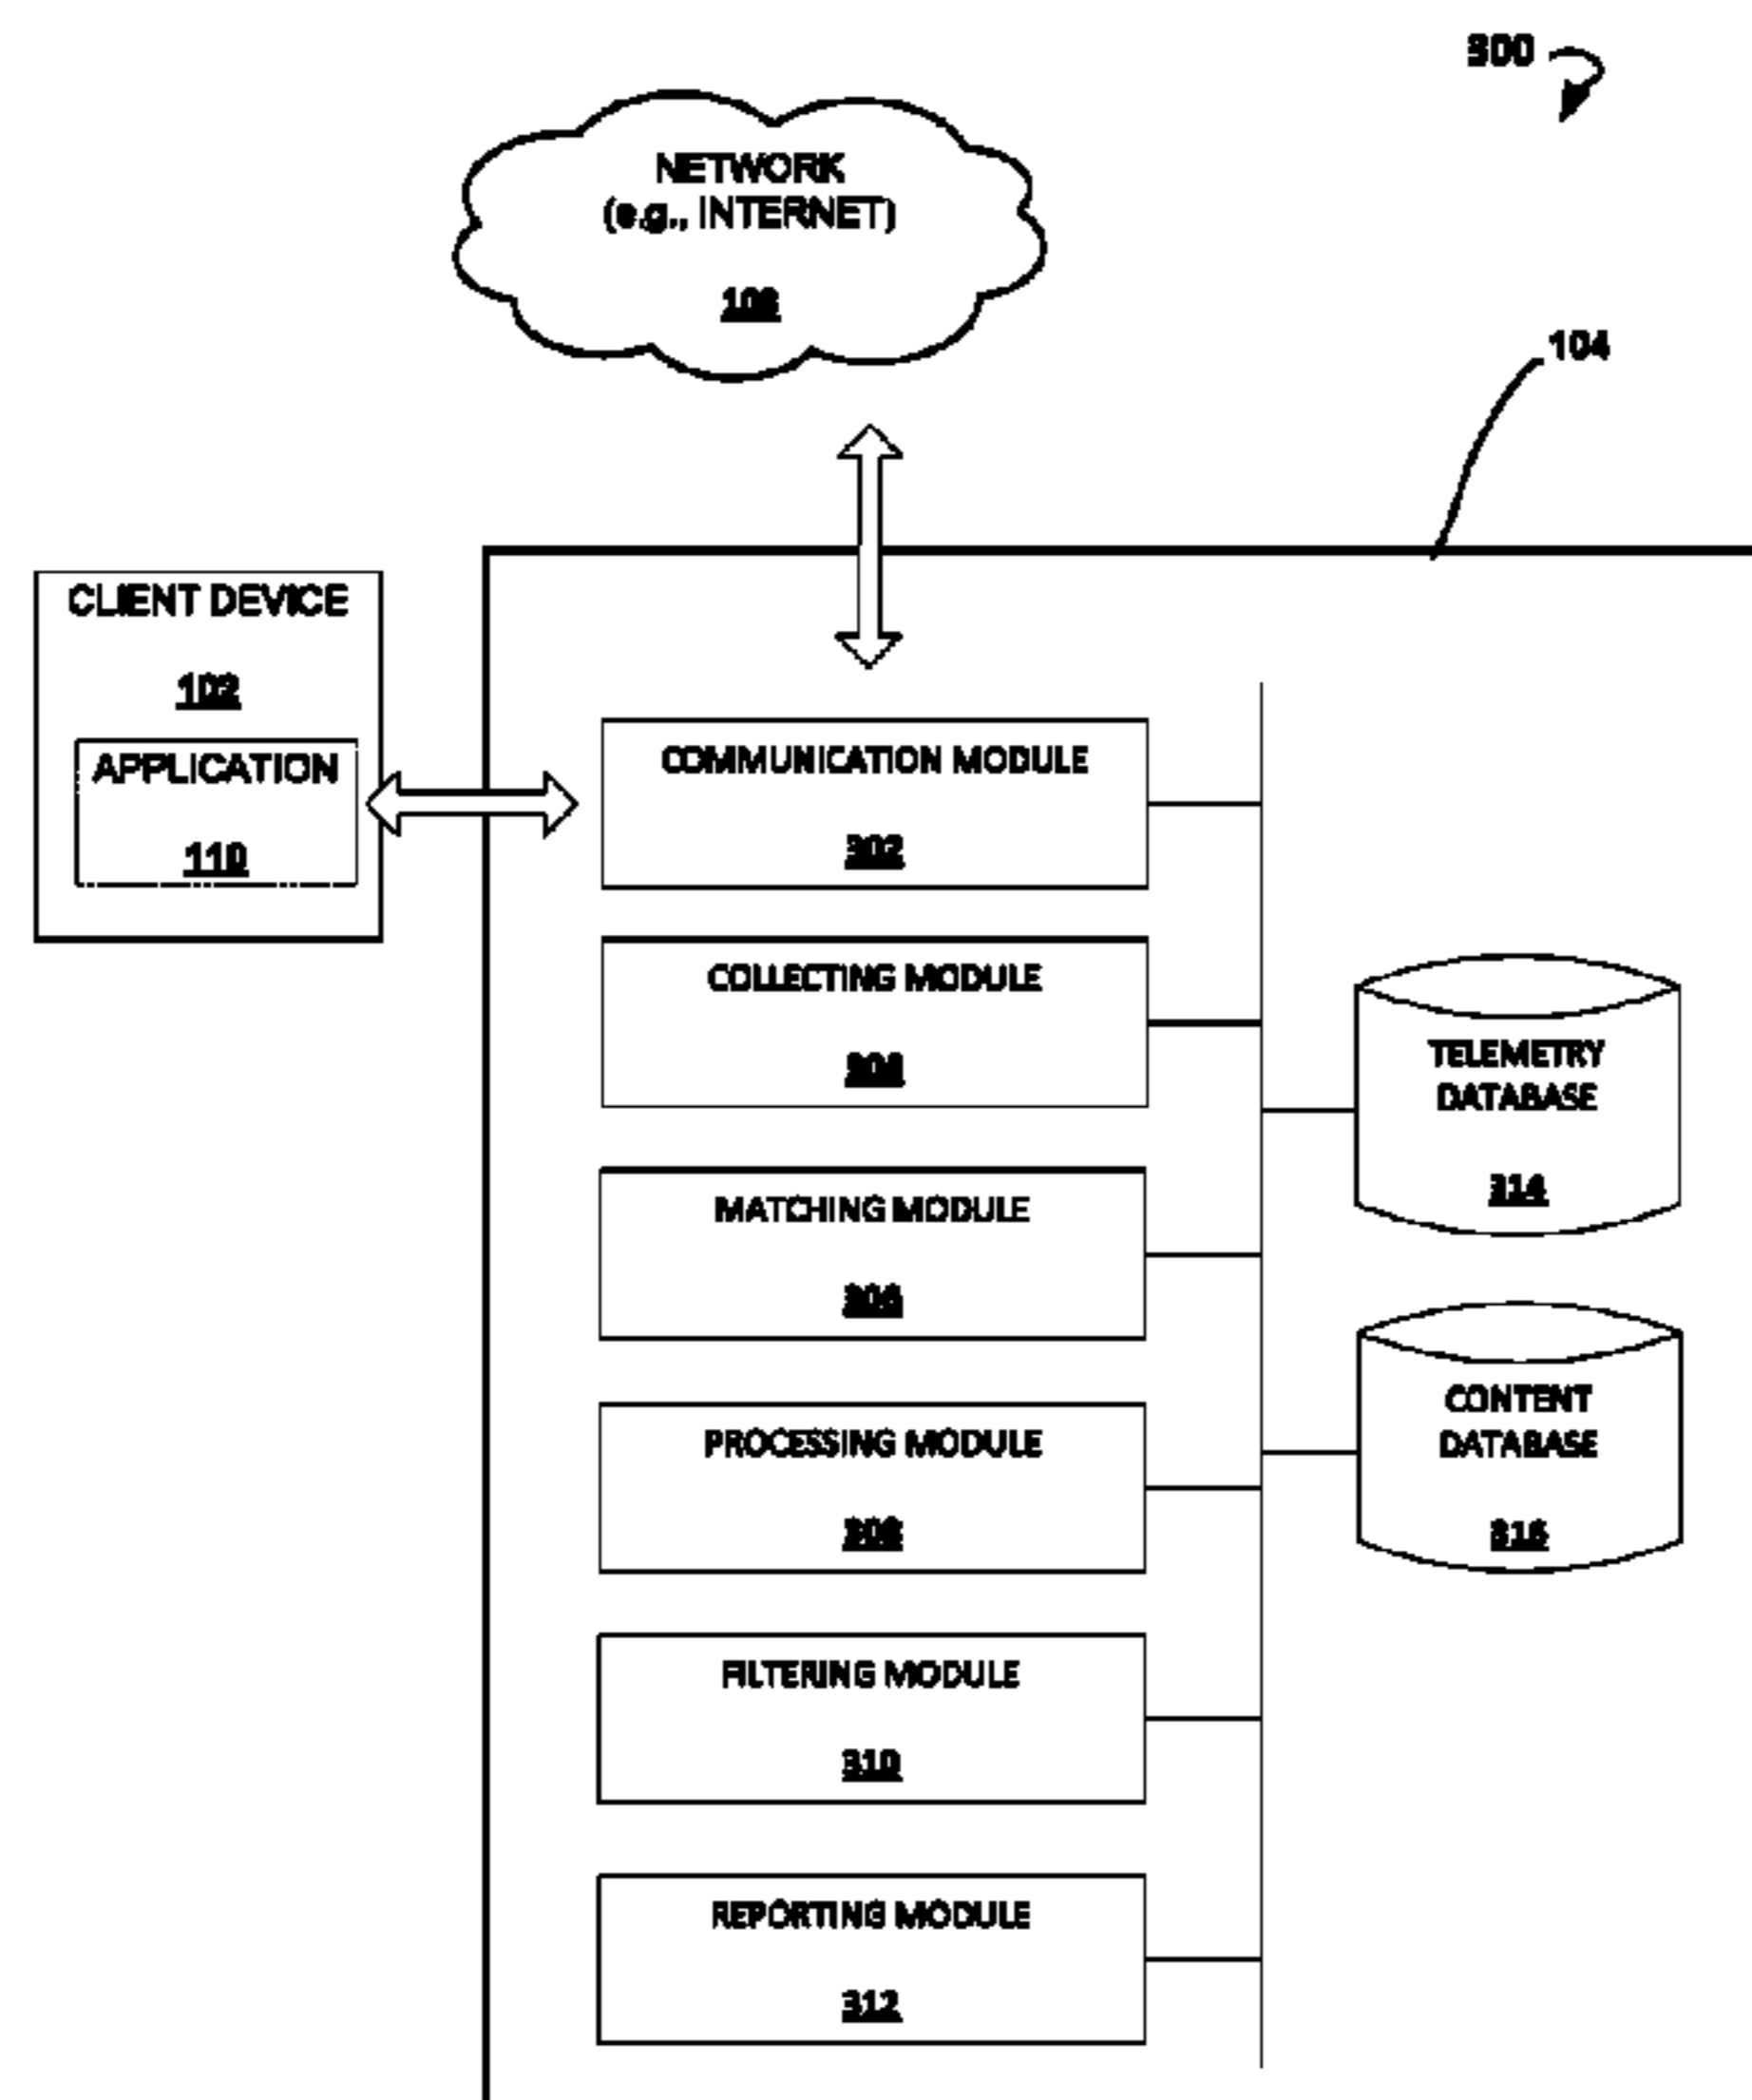 300
NETWORK
(e.g., INTERNET)
104
CLIENT DEVICE
102
APPLICATION
110
COMMUNICATION MODULE
302
COLLECTING MODULE
304
MATCHING MODULE
306
PROCESSING MODULE
308
FILTERING MODULE
310
REPORTING MODULE
312
TELEMETRY
DATABASE
314
CONTENT
DATABASE
316